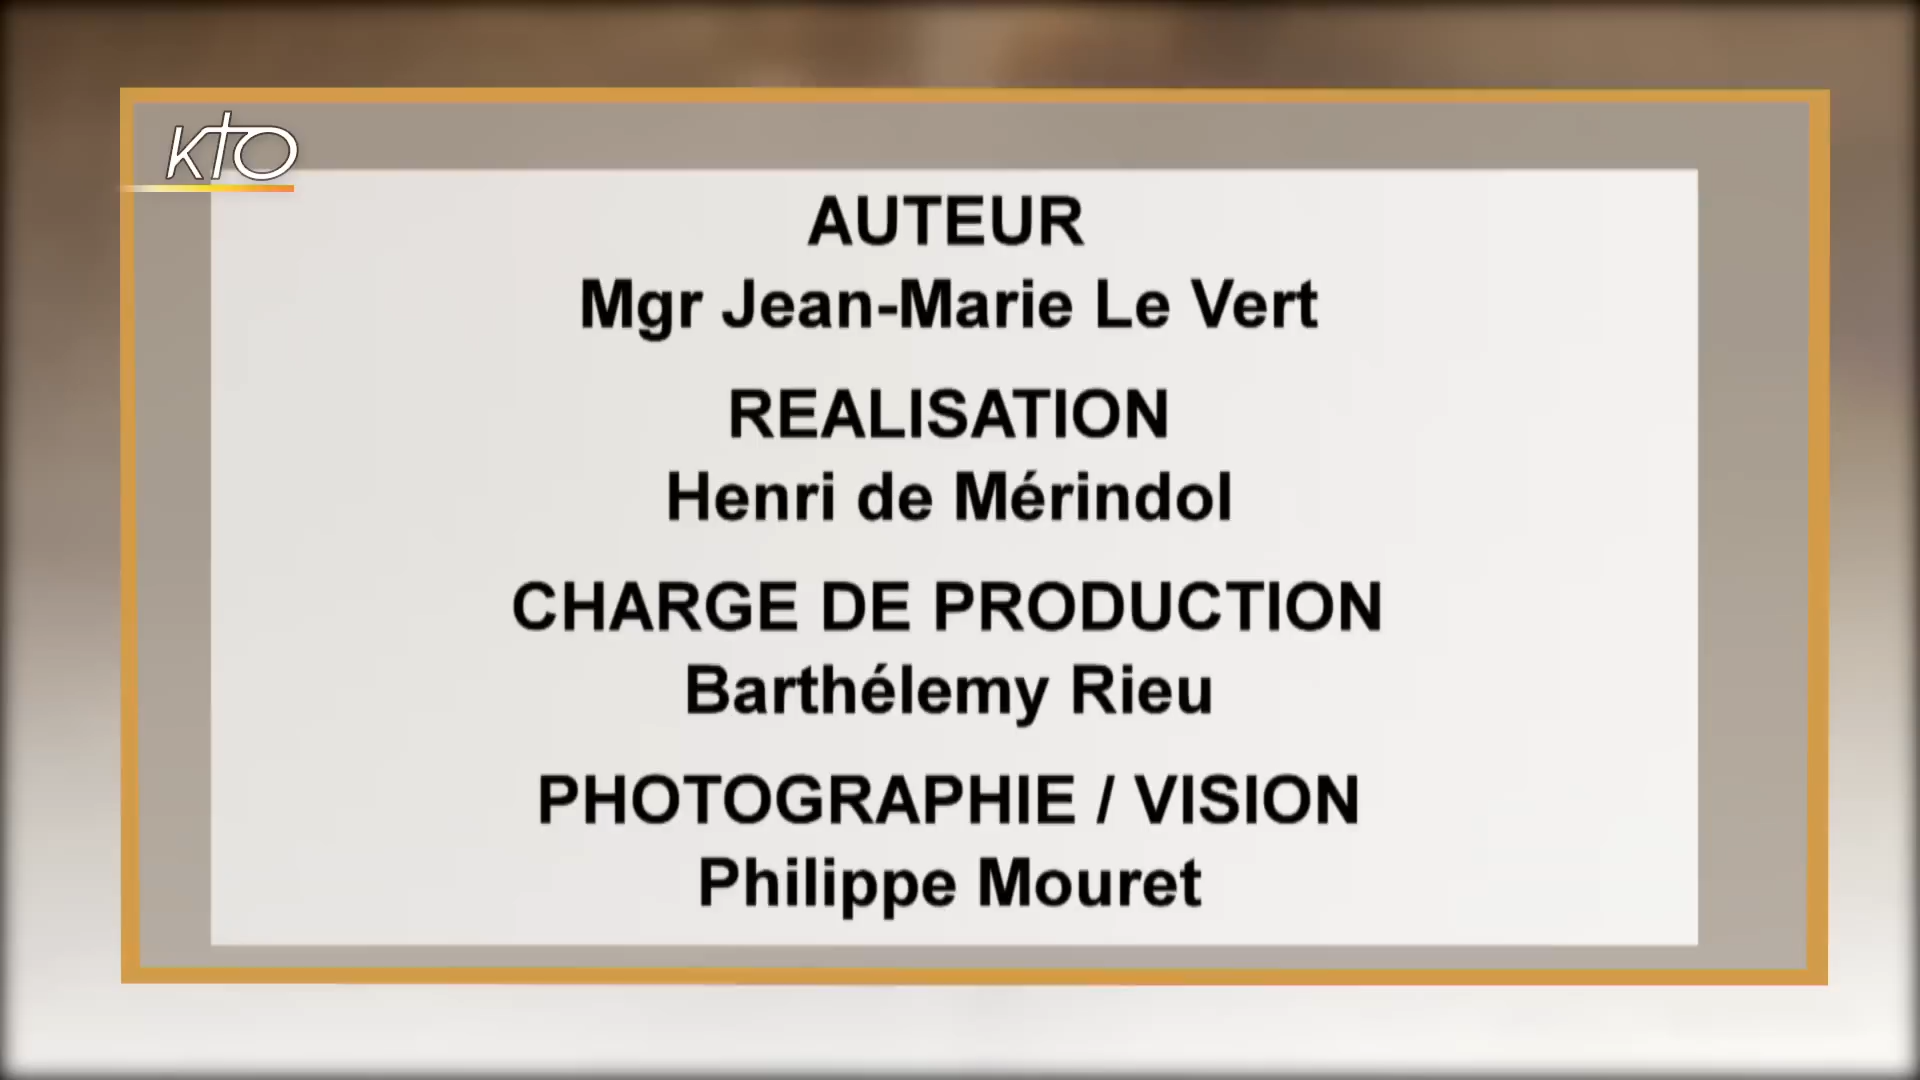 KTO
AUTEUR
Mgr Jean-Marie Le Vert
REALISATION
Henri de Mérindol
CHARGE DE PRODUCTION
Barthélemy Rieu
PHOTOGRAPHIE / VISION
Philippe Mouret